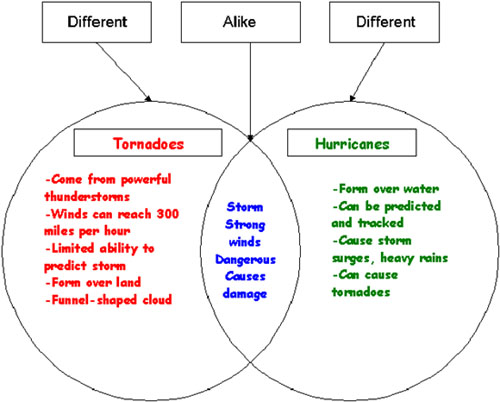 Different
Alike
Different
Tornadoes
-Come from powerful
thunderstorms
-Winds can reach 300
miles per hour
-Limited ability to
predict storm
-Form over land
-Funnel-shaped cloud
Storm
Strong
winds
Dangerous
Causes
damage
Hurricanes
-Form over water
-Can be predicted
and tracked
-Cause storm
surges, heavy rains
-Can cause
tornadoes